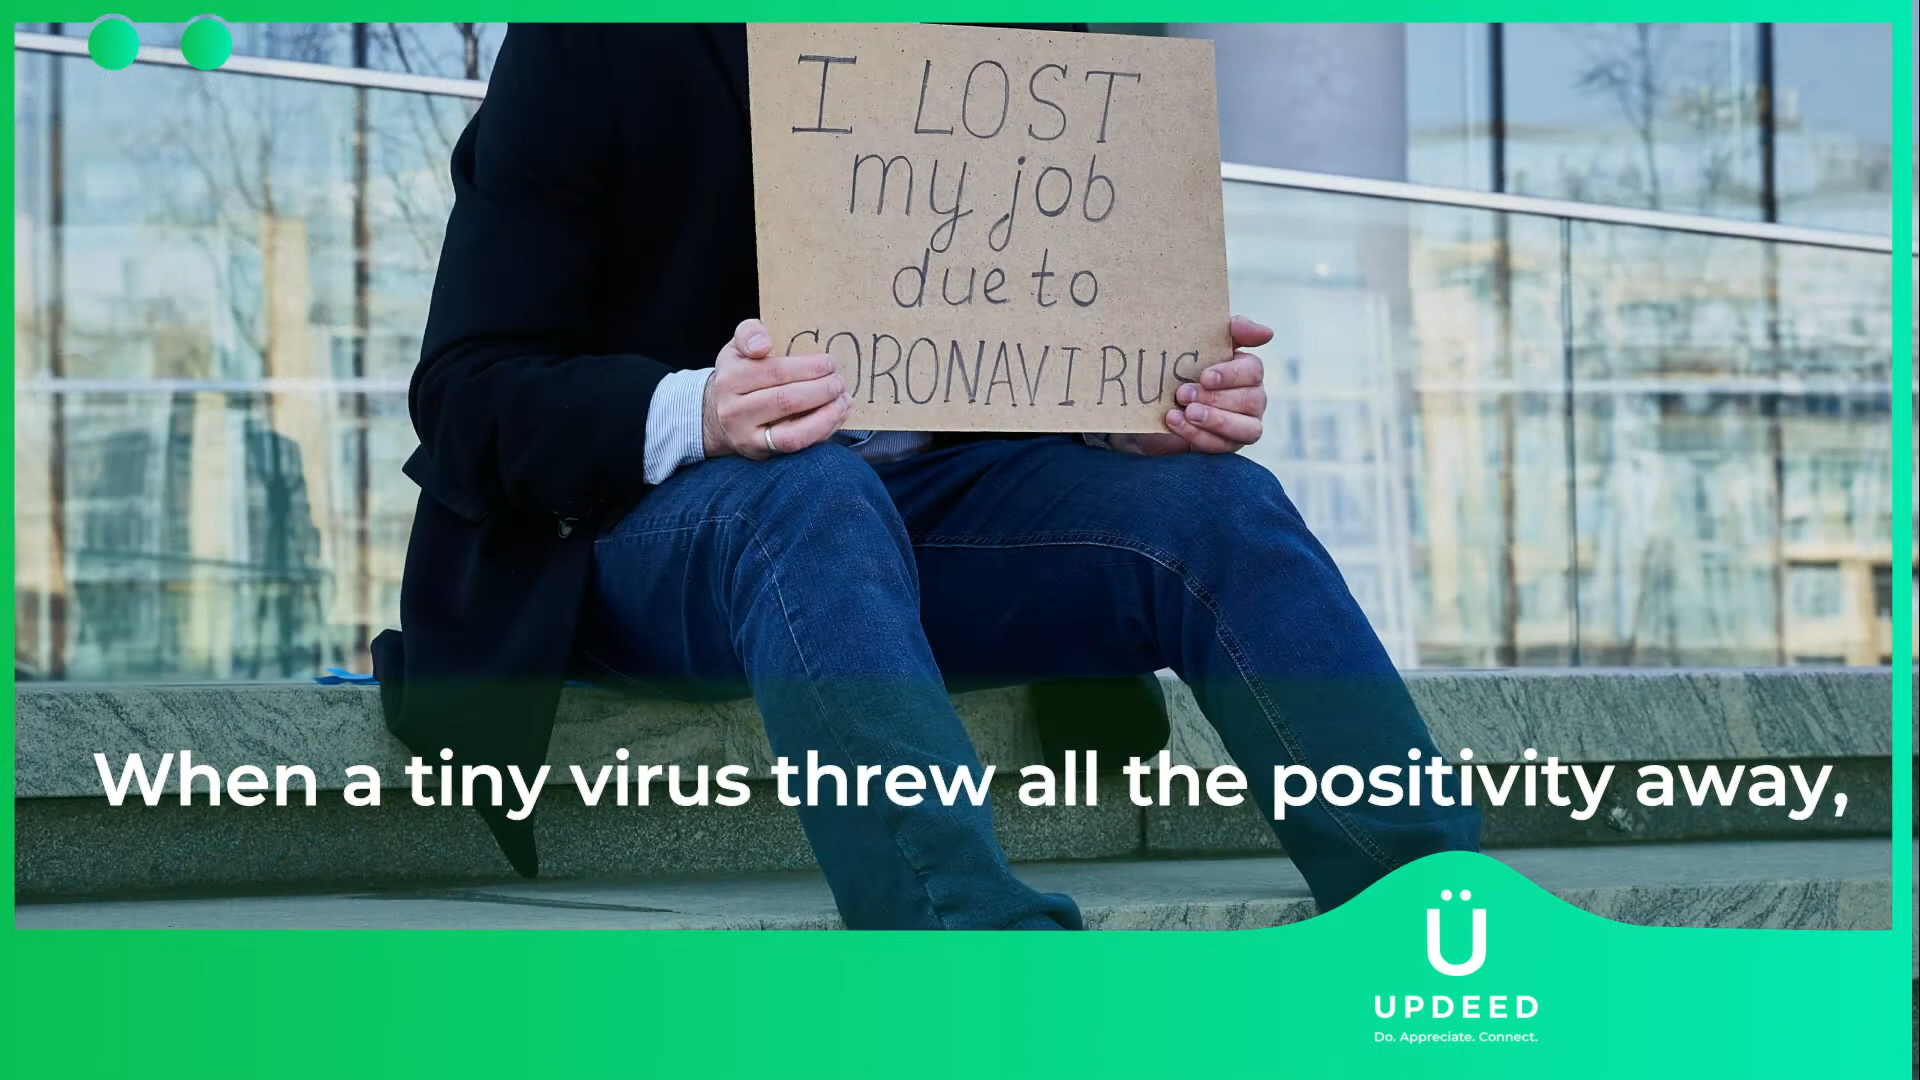 I LOST
my job
due to
CORONAVIRUS
When a tiny virus threw all the positivity away,
Ü
UPDEED
Do. Appreciate. Connect.